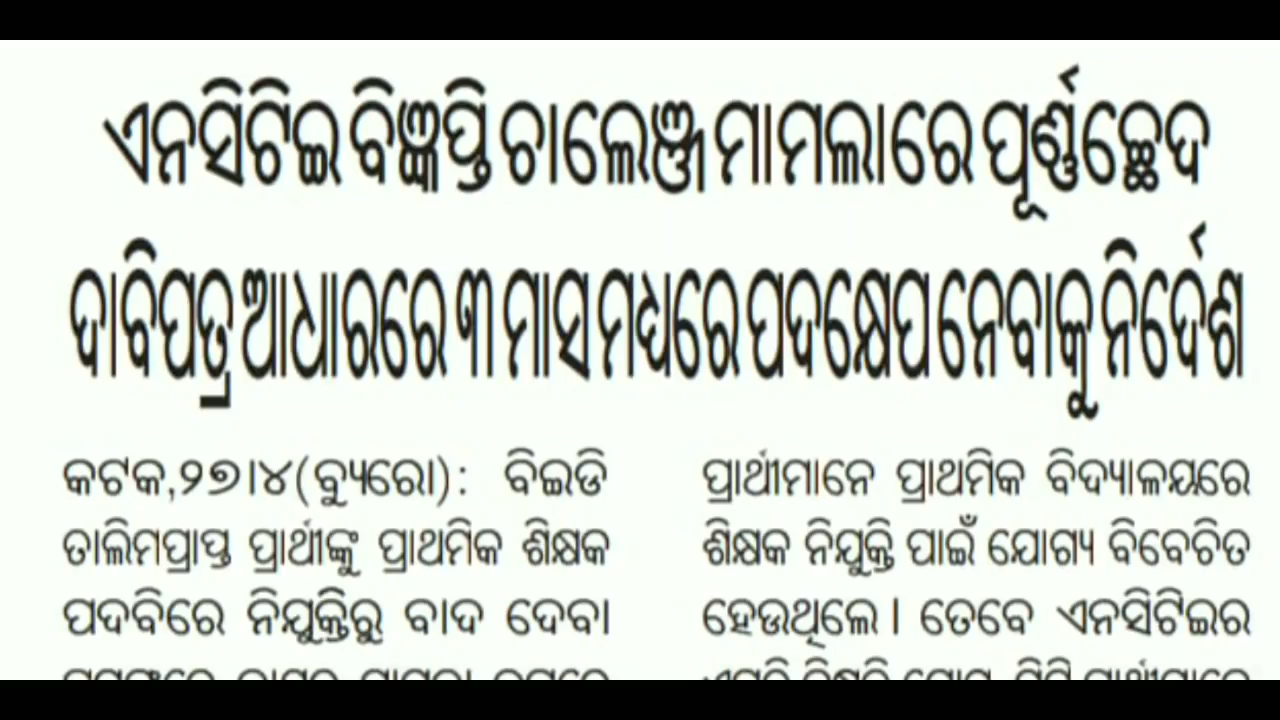 ଏନସିଟିଇ ବିଜ୍ଞପ୍ତି ଚାଲେଞ୍ଜ ମାମଲାରେ ପୂର୍ଣ୍ଣଚ୍ଛେଦ
ଦାବିପତ୍ର ଆଧାରରେ ୩ ମାସ ମଧ୍ୟରେ ପଦକ୍ଷେପ ନେବାକୁ ନିର୍ଦେଶ
କଟକ,୨୭।୪(ବ୍ୟୁରୋ): ବିଇଡି
ତାଲିମପ୍ରାପ୍ତ ପ୍ରାର୍ଥୀଙ୍କୁ ପ୍ରାଥମିକ ଶିକ୍ଷକ
ପଦବିରେ ନିଯୁକ୍ତିରୁ ବାଦ ଦେବା
ପ୍ରାର୍ଥୀମାନେ ପ୍ରାଥମିକ ବିଦ୍ୟାଳୟରେ
ଶିକ୍ଷକ ନିଯୁକ୍ତି ପାଇଁ ଯୋଗ୍ୟ ବିବେଚିତ
ହେଉଥିଲେ। ତେବେ ଏନସିଟିଇର